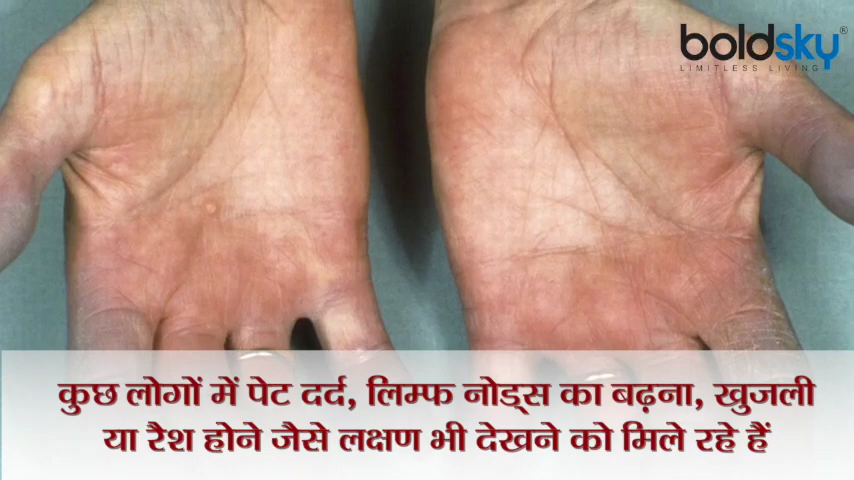 boldsky®
LIMITLESS LIVING
कुछ लोगों में पेट दर्द, लिम्फ नोड्स का बढ़ना, खुजली
या रैश होने जैसे लक्षण भी देखने को मिले रहे हैं